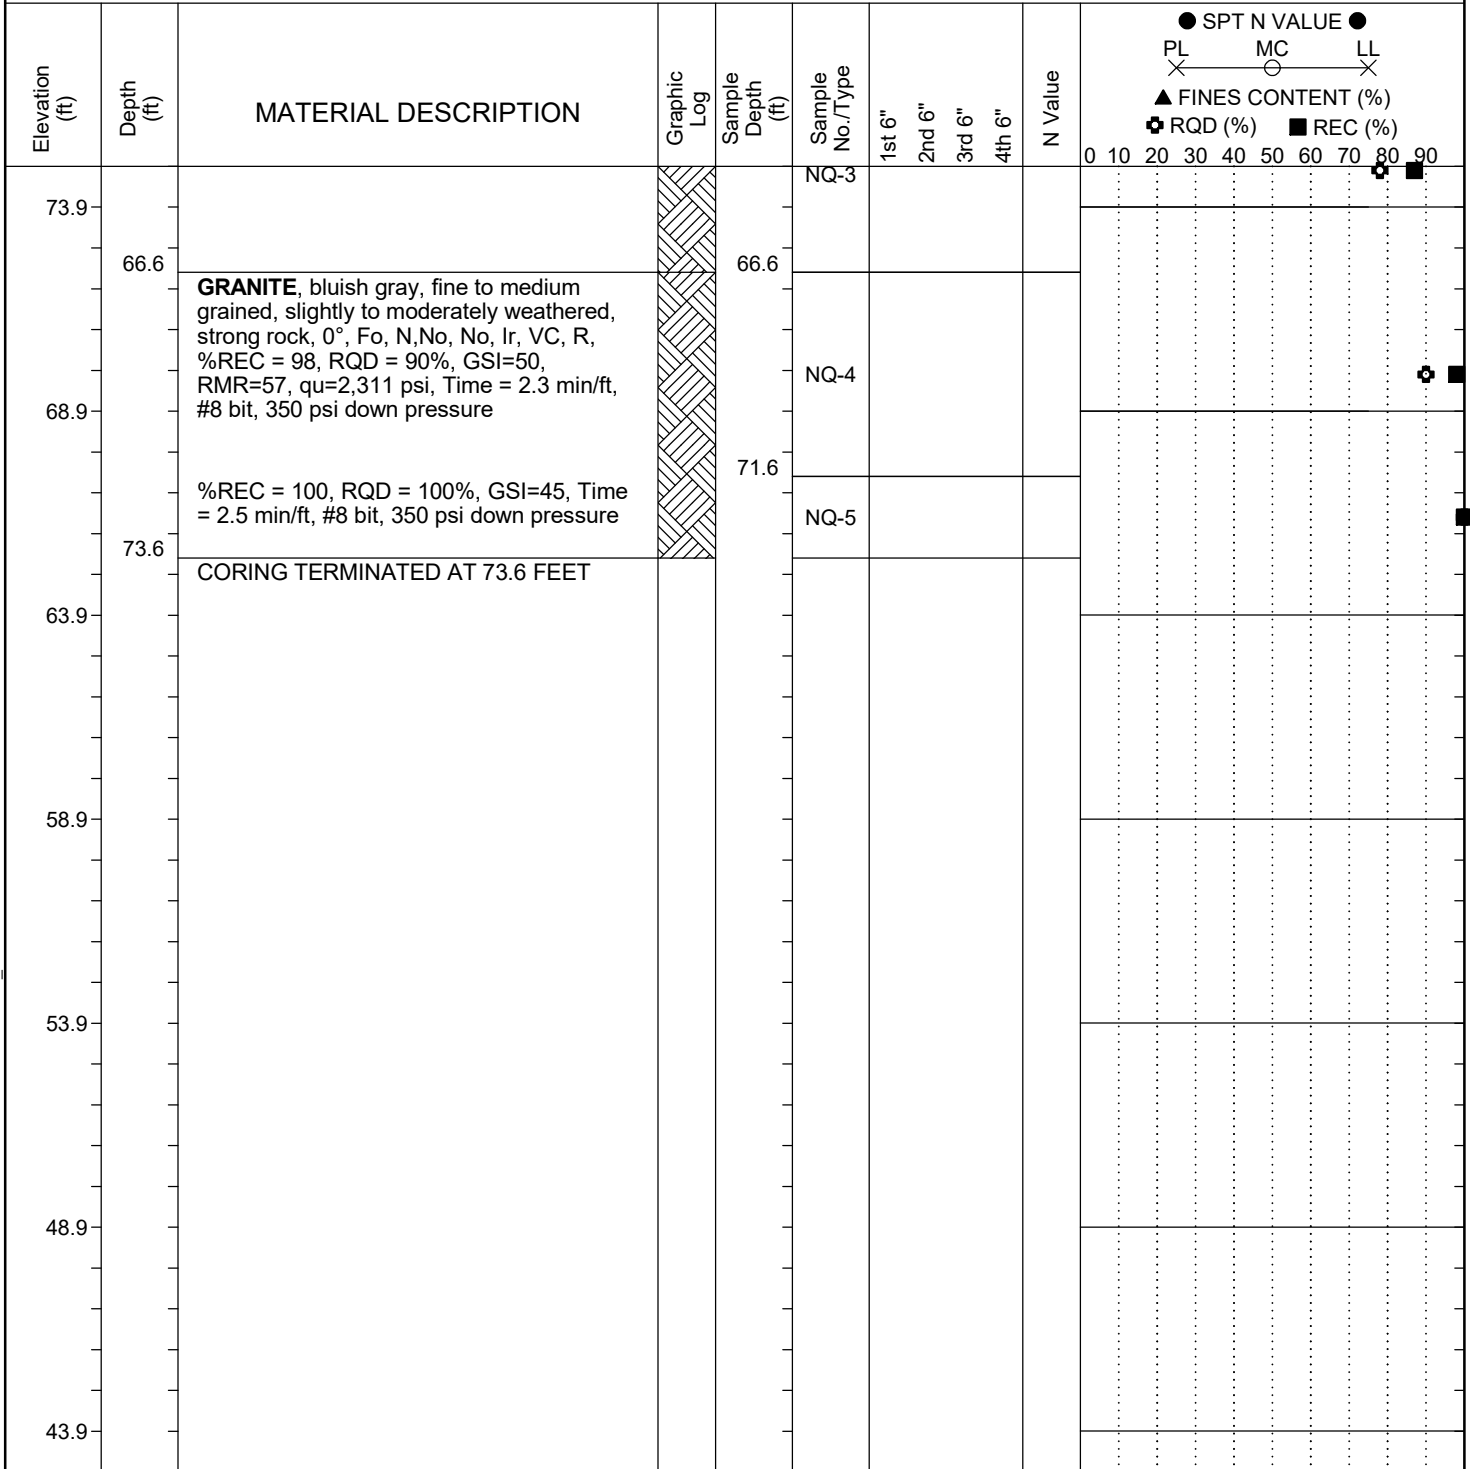 ● SPT N VALUE ●
PL MC LL
▲ FINES CONTENT (%)
RQD (%) ■ REC (%)
0 10 20 30 40 50 60 70 80 90
Elevation (ft)
Depth (ft)
MATERIAL DESCRIPTION
Graphic Log
Sample Depth (ft)
Sample No./Type
1st 6"
2nd 6"
3rd 6"
4th 6"
N Value
NQ-3
73.9
66.6
66.6
GRANITE, bluish gray, fine to medium
grained, slightly to moderately weathered,
strong rock, 0°, Fo, N,No, No, Ir, VC, R,
%REC = 98, RQD = 90%, GSI=50,
RMR=57, qu=2,311 psi, Time = 2.3 min/ft,
#8 bit, 350 psi down pressure
NQ-4
68.9
71.6
%REC = 100, RQD = 100%, GSI=45, Time
= 2.5 min/ft, #8 bit, 350 psi down pressure
NQ-5
73.6
CORING TERMINATED AT 73.6 FEET
63.9
58.9
53.9
48.9
43.9